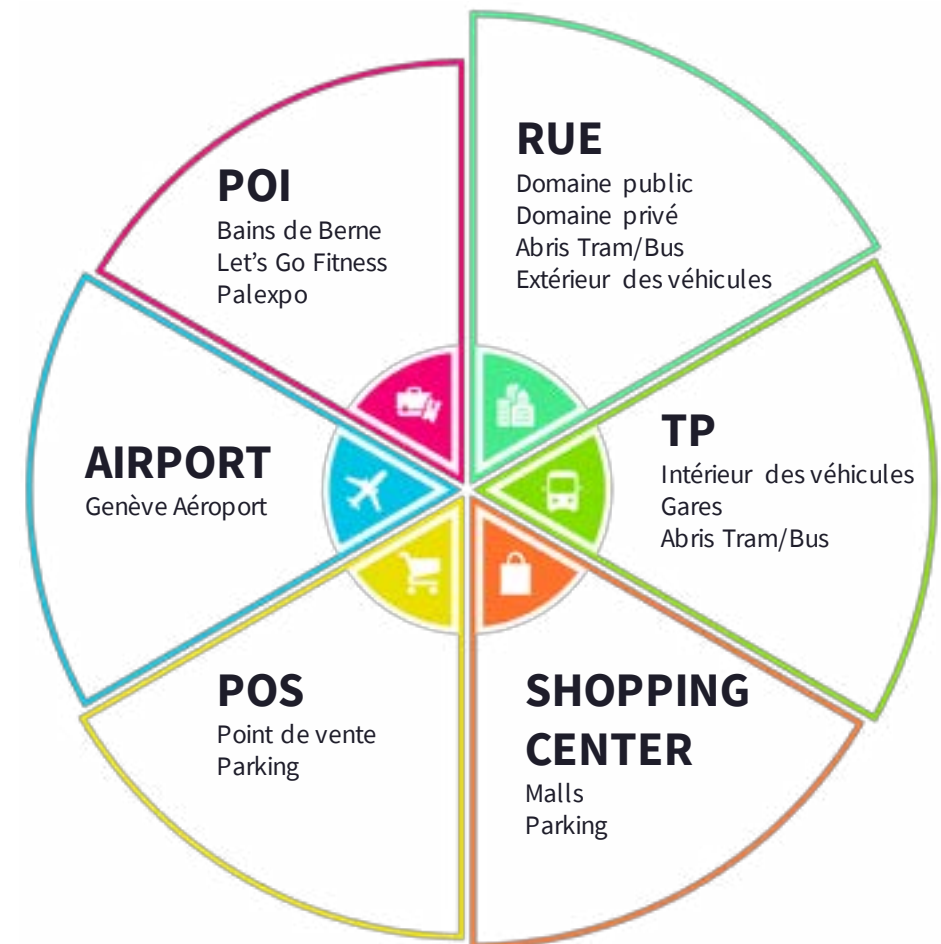 POI
Bains de Berne
Let’s Go Fitness
Palexpo
RUE
Domaine public
Domaine privé
Abris Tram/Bus
Extérieur des véhicules
AIRPORT
Genève Aéroport
TP
Intérieur des véhicules
Gares
Abris Tram/Bus
POS
Point de vente
Parking
SHOPPING
CENTER
Malls
Parking